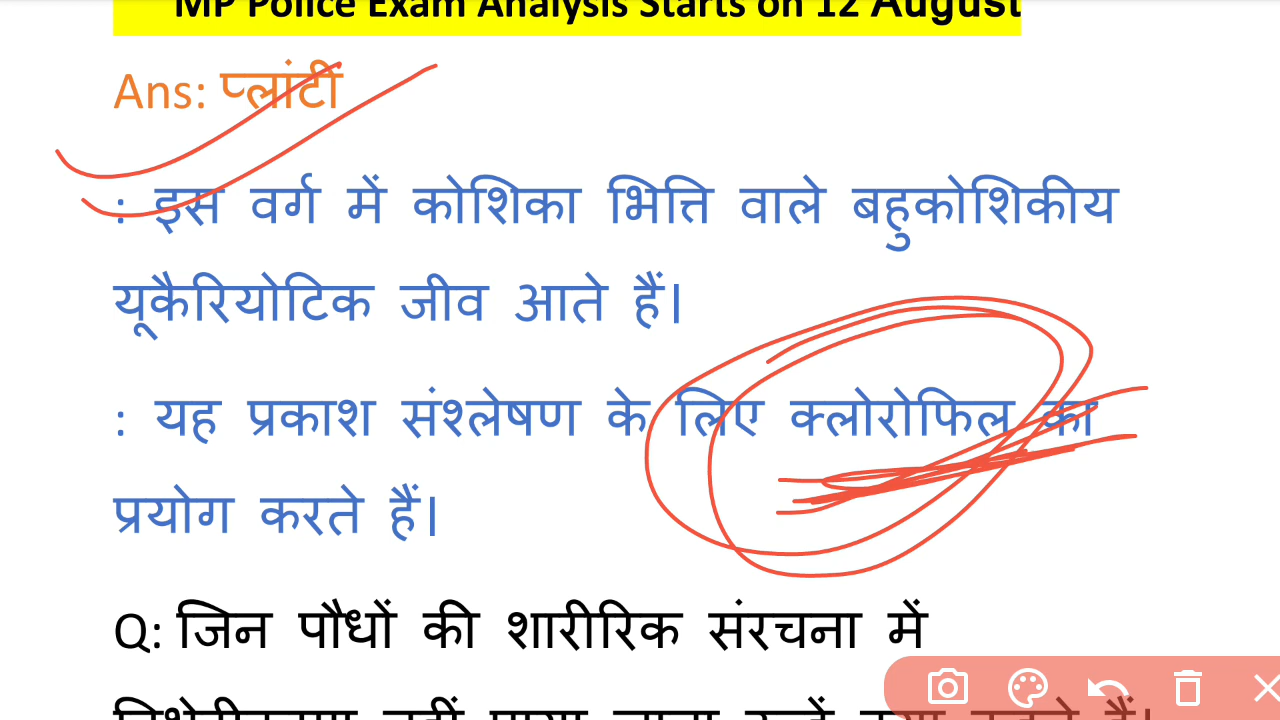 MP Police Exam Analysis Starts on 12 August
Ans: प्लांटी
: इस वर्ग में कोशिका भित्ति वाले बहुकोशिकीय
यूकैरियोटिक जीव आते हैं।
: यह प्रकाश संश्लेषण के लिए क्लोरोफिल का
प्रयोग करते हैं।
Q: जिन पौधों की शारीरिक संरचना में